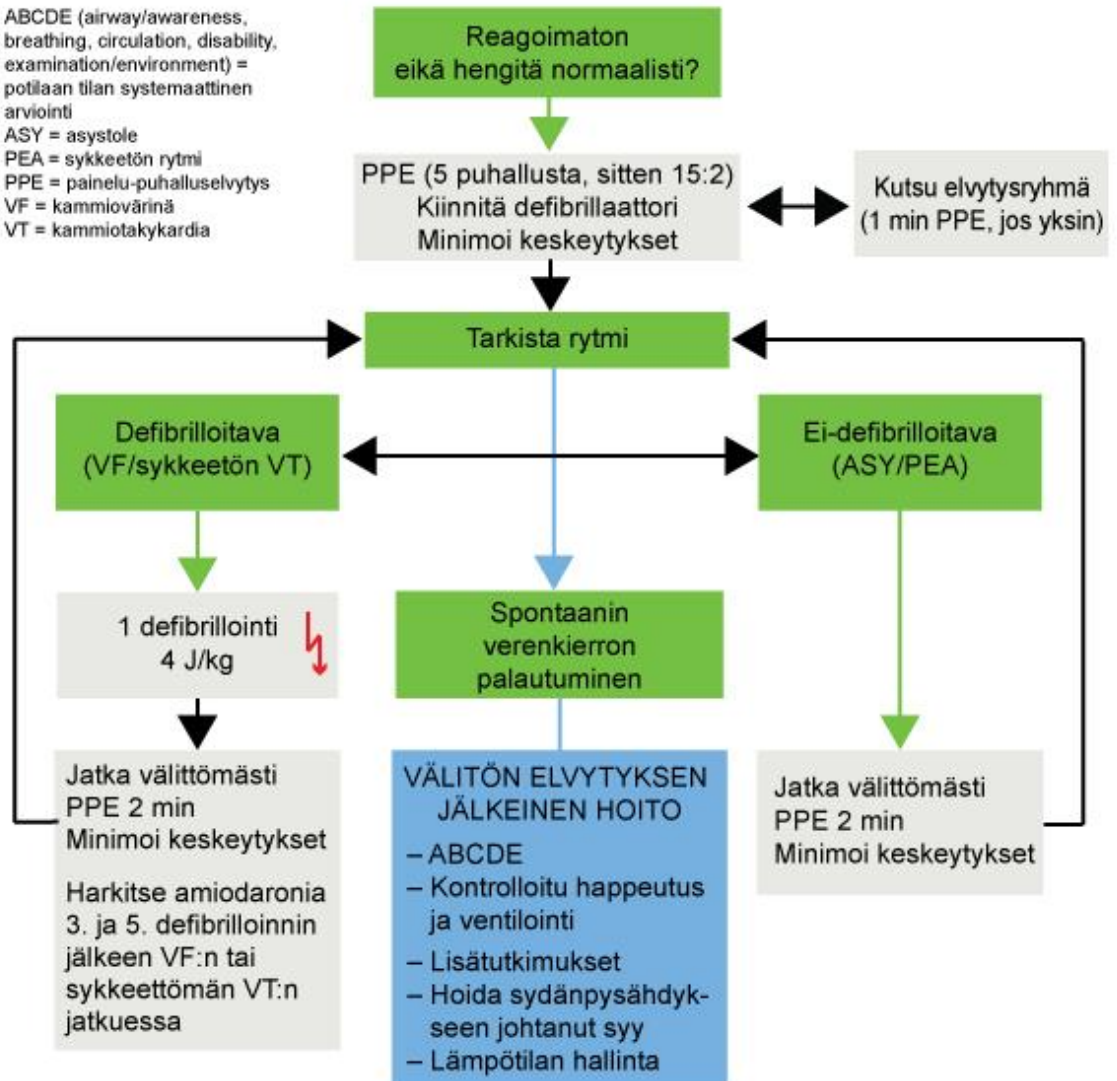 ABCDE (airway/awareness,
breathing, circulation, disability,
examination/environment) =
potilaan tilan systemaattinen
arviointi
ASY = asystole
PEA = sykkeetön rytmi
PPE = painelu-puhalluselvytys
VF = kammiovärinä
VT = kammiotakykardia
Reagoimaton
eikä hengitä normaalisti?
PPE (5 puhallusta, sitten 15:2)
Kiinnitä defibrillaattori
Minimoi keskeytykset
Kutsu elvytysryhmä
(1 min PPE, jos yksin)
Tarkista rytmi
Defibrilloitava
(VF/sykkeetön VT)
Ei-defibrilloitava
(ASY/PEA)
1 defibrillointi
4 J/kg
Spontaanin
verenkierron
palautuminen
Jatka välittömästi
PPE 2 min
Minimoi keskeytykset
Harkitse amiodaronia
3. ja 5. defibrilloinnin
jälkeen VF:n tai
sykkeettömän VT:n
jatkuessa
VÄLITÖN ELVYTYKSEN
JÄLKEINEN HOITO
– ABCDE
– Kontrolloitu happeutus
ja ventilointi
– Lisätutkimukset
– Hoida sydänpysähdyk-
seen johtanut syy
– Lämpötilan hallinta
Jatka välittömästi
PPE 2 min
Minimoi keskeytykset